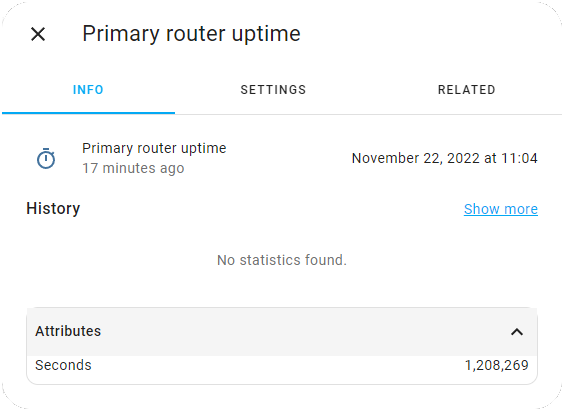 Primary router uptime
INFO SETTINGS RELATED
Primary router uptime
17 minutes ago
November 22, 2022 at 11:04
History Show more
No statistics found.
Attributes
Seconds 1,208,269